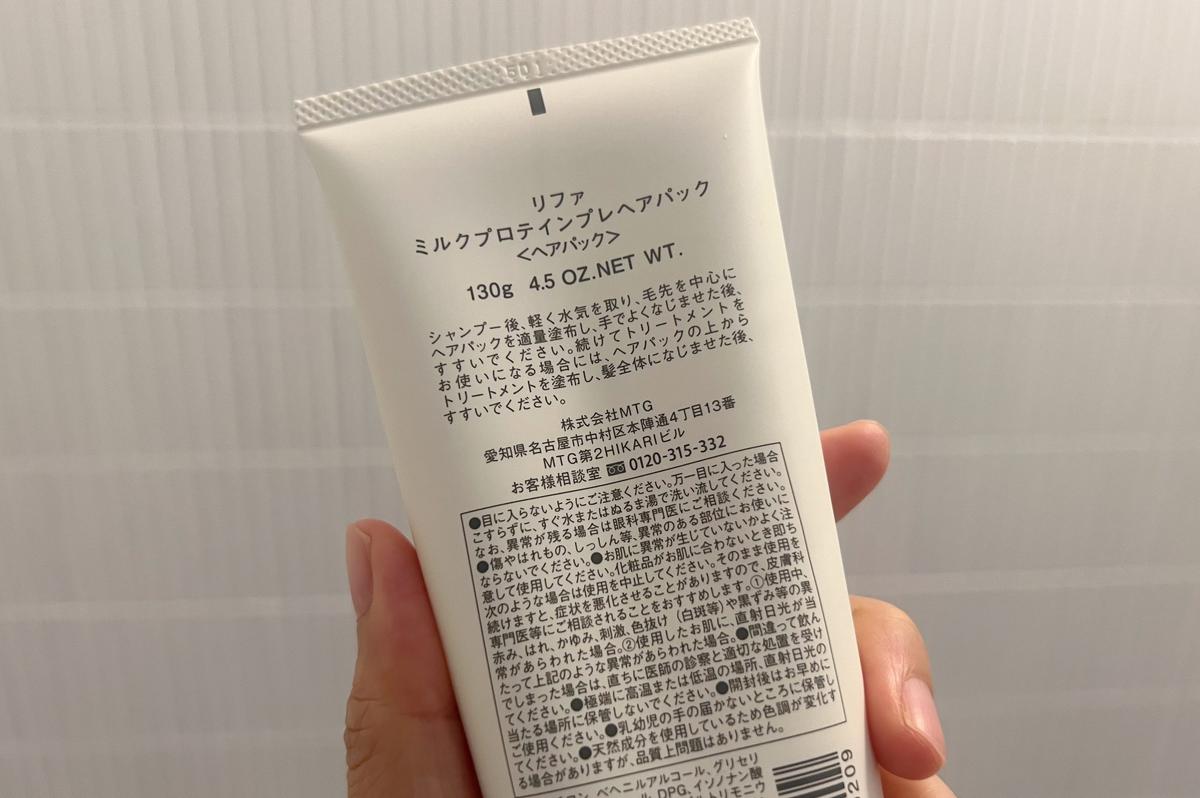 501
リファ
ミルクプロテインプレヘアパック
<ヘアパック>
130g 4.5 OZ.NET WT.
シャンプー後、軽く水気を取り、毛先を中心に
ヘアパックを適量塗布し、手でよくなじませた後、
すすいでください。続けてトリートメントを
お使いになる場合には、ヘアパックの上から
トリートメントを塗布し、髪全体になじませた後、
すすいでください。
株式会社MTG
愛知県名古屋市中村区本陣通4丁目13番
MTG第2HIKARIビル
お客様相談室 0120-315-332
●目に入らないようにご注意ください。万一目に入った場合
こすらずに、すぐ水またはぬるま湯で洗い流してください。
なお、異常が残る場合は眼科専門医にご相談ください。
●傷やはれもの、しっしん等、異常のある部位にお使いに
ならないでください。●お肌に異常が生じていないかよく注
意して使用してください。化粧品がお肌に合わないとき即ち
次のような場合は使用を中止してください。そのまま使用を
続けますと、症状を悪化させることがありますので、皮膚科
専門医等にご相談されることをおすすめします。①使用中、
赤み、はれ、かゆみ、刺激、色抜け(白斑等)や黒ずみ等の異
常があらわれた場合。②使用したお肌に、直射日光が当
たって上記のような異常があらわれた場合。●間違って飲ん
でしまった場合は、直ちに医師の診察と適切な処置を受け
てください。●極端に高温または低温の場所、直射日光の
当たる場所に保管しないでください。●開封後はお早めに
ご使用ください。●乳幼児の手の届かないところに保管し
てください。●天然成分を使用しているため色調が変化す
る場合がありますが、品質上問題はありません。
ベヘニルアルコール、グリセリ
DPG、イソノナン酸
トリモニウ
209